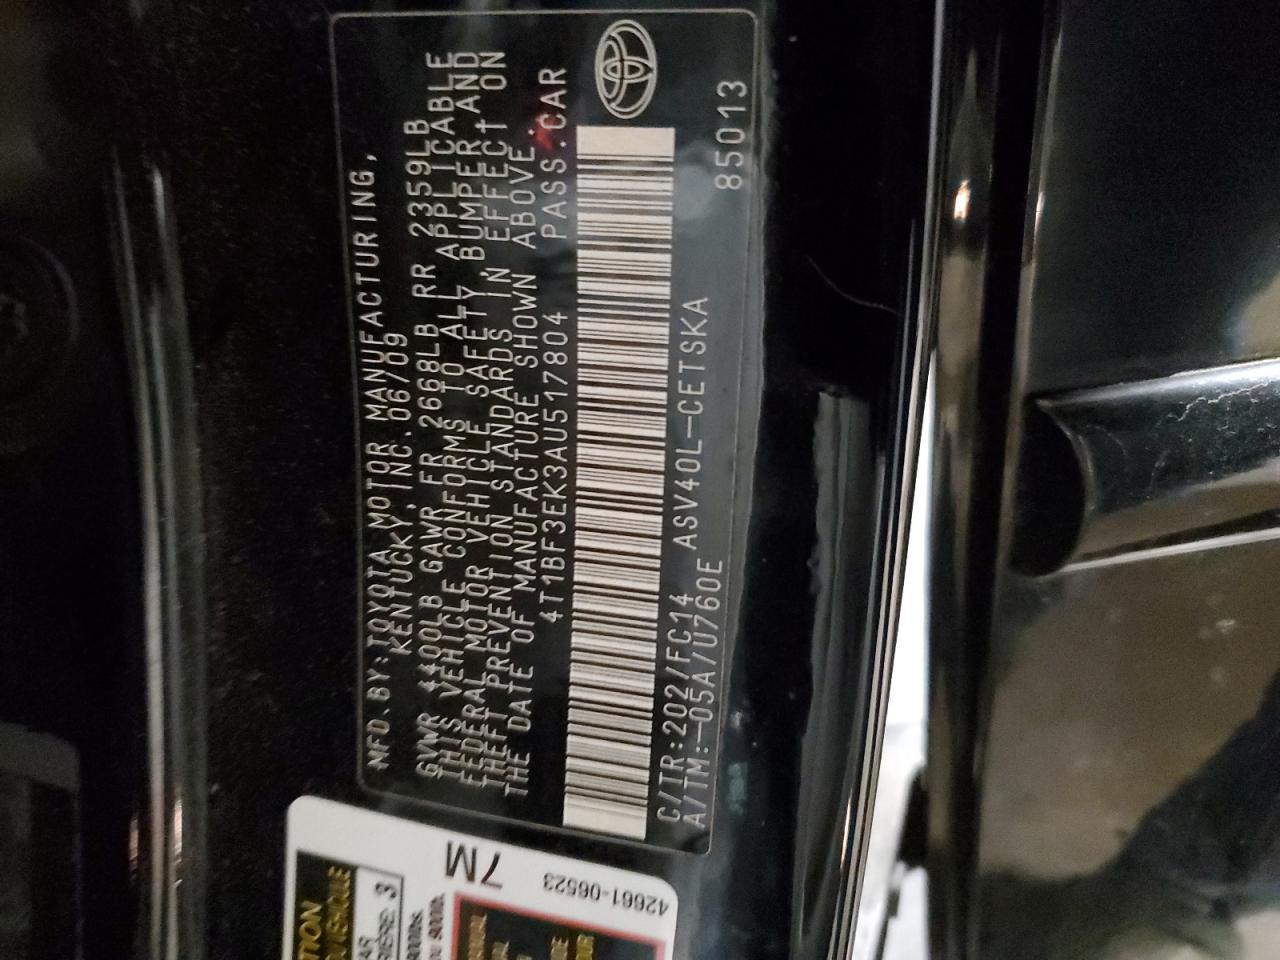 MFD.BY:TOYOTA MOTOR MANUFACTURING,
KENTUCKY, INC. 06/09
GVWR 4400LB GAWR FR 2668LB RR 2359LB
THIS VEHICLE CONFORMS TO ALL APPLICABLE
FEDERAL MOTOR VEHICLE SAFETY, BUMPER, AND
THEFT PREVENTION STANDARDS IN EFFECT ON
THE DATE OF MANUFACTURE SHOWN ABOVE.
4T1BF3EK3AU517804 PASS.CAR
C/TR:202/FC14 ASV40L-CETSKA
A/TM:-05A/U760E
85013
7M
42661-06523
3